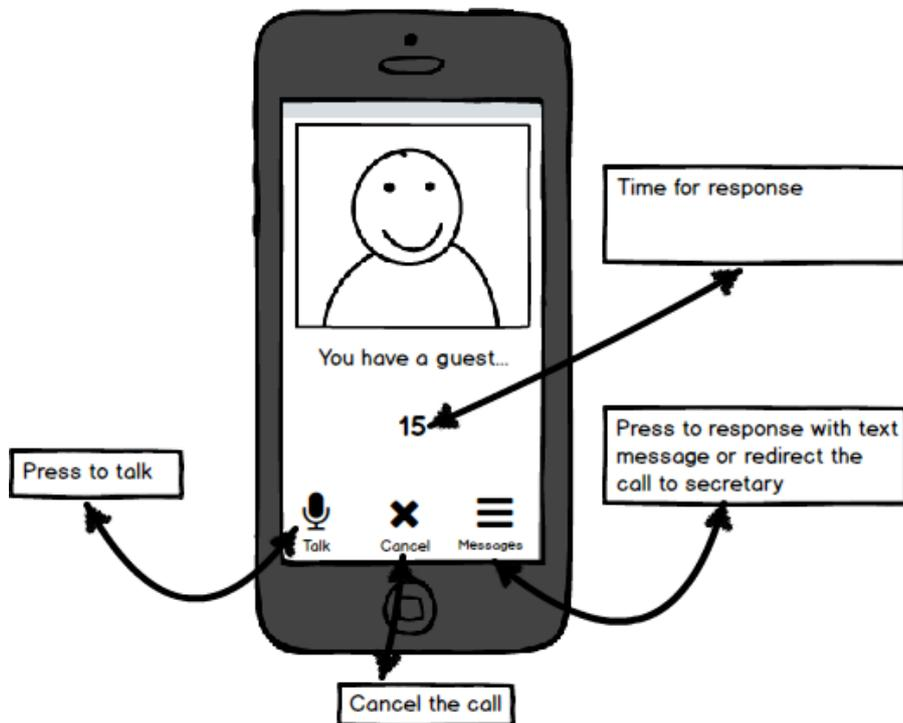 You have a guest...
15
Talk
Cancel
Messages
Time for response
Press to response with text
message or redirect the
call to secretary
Press to talk
Cancel the call